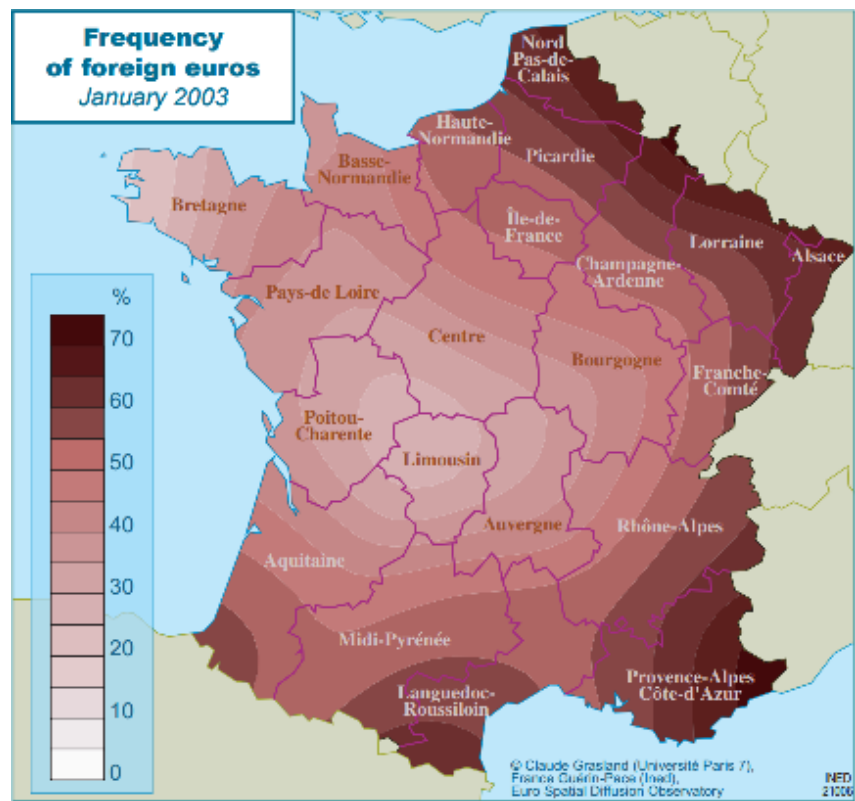 Frequency
of foreign euros
January 2003
Nord
Pas-de-
Calais
Haute-
Normandie
Picardie
Basse-
Normandie
Bretagne
Île-de-
France
Lorraine
Alsace
Champagne-
Ardenne
Pays-de Loire
Centre
Bourgogne
Franche-
Comté
Poitou-
Charente
Limousin
Auvergne
Rhône-Alpes
Aquitaine
Midi-Pyrénée
Provence-Alpes
Côte-d'Azur
Languedoc-
Roussiloin
%
70
60
50
40
30
20
10
0
© Claude Grasland (Université Paris 7),
France Guérin-Pace (Ined),
Euro Spatial Diffusion Observatory
INED
21006